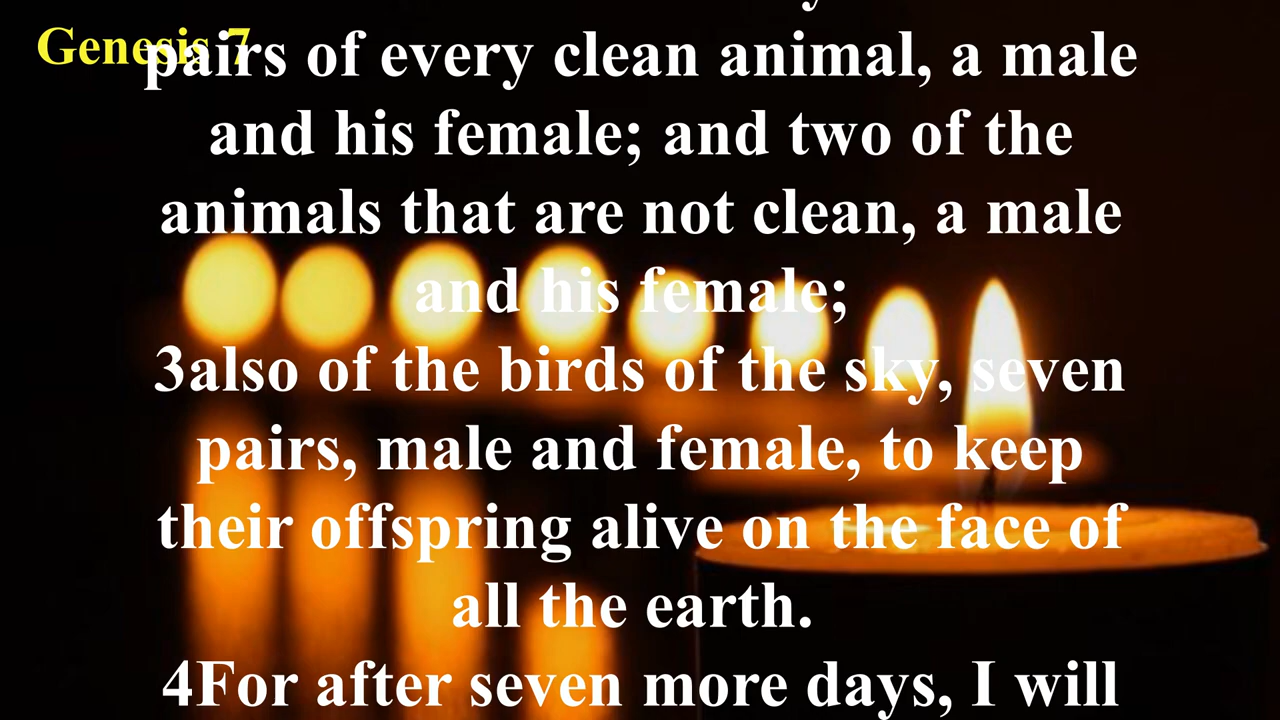 Genesis 7
pairs of every clean animal, a male
and his female; and two of the
animals that are not clean, a male
and his female;
3also of the birds of the sky, seven
pairs, male and female, to keep
their offspring alive on the face of
all the earth.
4For after seven more days, I will